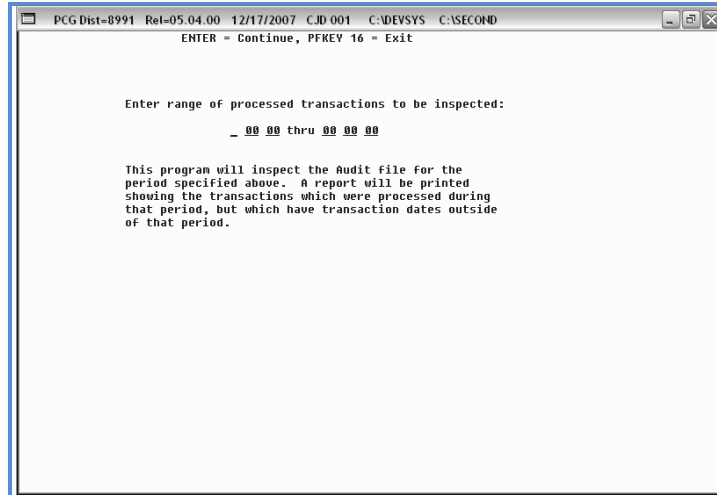 PCG Dist=8991 Rel=05.04.00 12/17/2007 CJD 001 C:\DEVSYS C:\SECOND
ENTER = Continue, PFKEY 16 = Exit
Enter range of processed transactions to be inspected:
_ 00 00 thru 00 00 00
This program will inspect the Audit file for the
period specified above. A report will be printed
showing the transactions which were processed during
that period, but which have transaction dates outside
of that period.